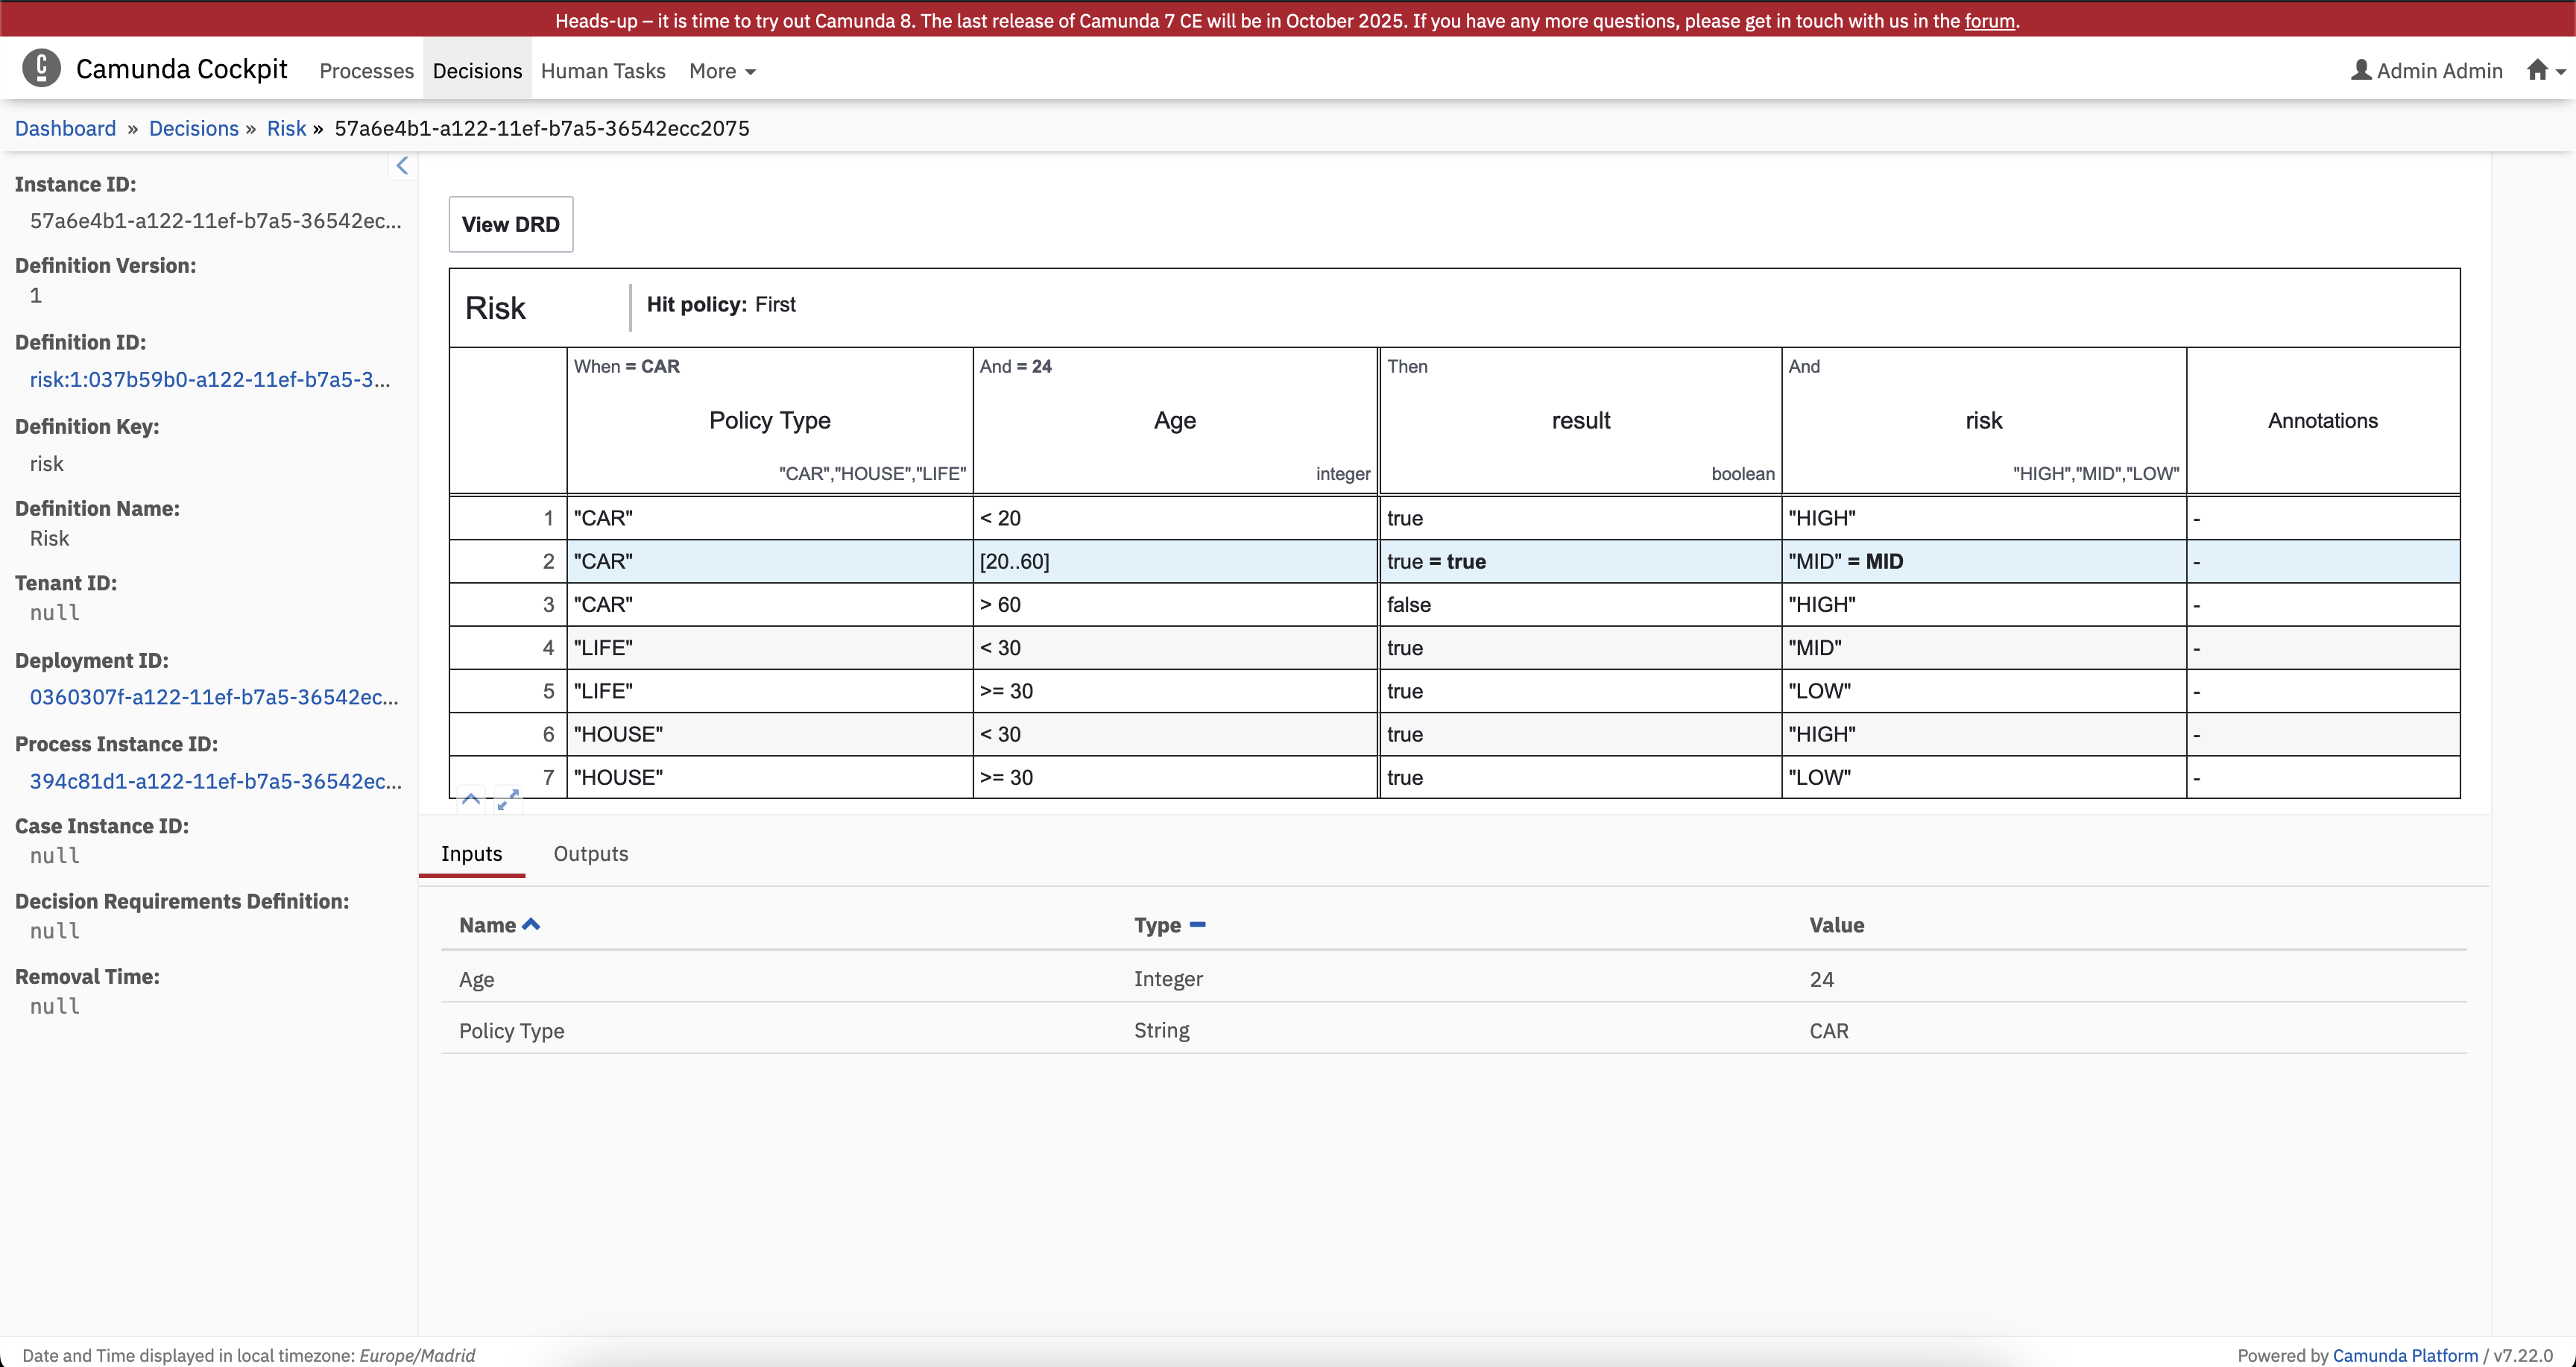 Heads-up – it is time to try out Camunda 8. The last release of Camunda 7 CE will be in October 2025. If you have any more questions, please get in touch with us in the forum.
Camunda Cockpit Processes Decisions Human Tasks More Admin Admin
Dashboard » Decisions » Risk » 57a6e4b1-a122-11ef-b7a5-36542ecc2075
Instance ID:
57a6e4b1-a122-11ef-b7a5-36542ec...
Definition Version:
1
Definition ID:
risk:1:037b59b0-a122-11ef-b7a5-3...
Definition Key:
risk
Definition Name:
Risk
Tenant ID:
null
Deployment ID:
0360307f-a122-11ef-b7a5-36542ec...
Process Instance ID:
394c81d1-a122-11ef-b7a5-36542ec...
Case Instance ID:
null
Decision Requirements Definition:
null
Removal Time:
null
View DRD
Risk Hit policy: First
When = CAR And = 24 Then And
Policy Type Age result risk Annotations
"CAR","HOUSE","LIFE" integer boolean "HIGH","MID","LOW"
1 "CAR" < 20 true "HIGH" -
2 "CAR" [20..60] true = true "MID" = MID -
3 "CAR" > 60 false "HIGH" -
4 "LIFE" < 30 true "MID" -
5 "LIFE" >= 30 true "LOW" -
6 "HOUSE" < 30 true "HIGH" -
7 "HOUSE" >= 30 true "LOW" -
Inputs Outputs
Name Type Value
Age Integer 24
Policy Type String CAR
Date and Time displayed in local timezone: Europe/Madrid
Powered by Camunda Platform / v7.22.0